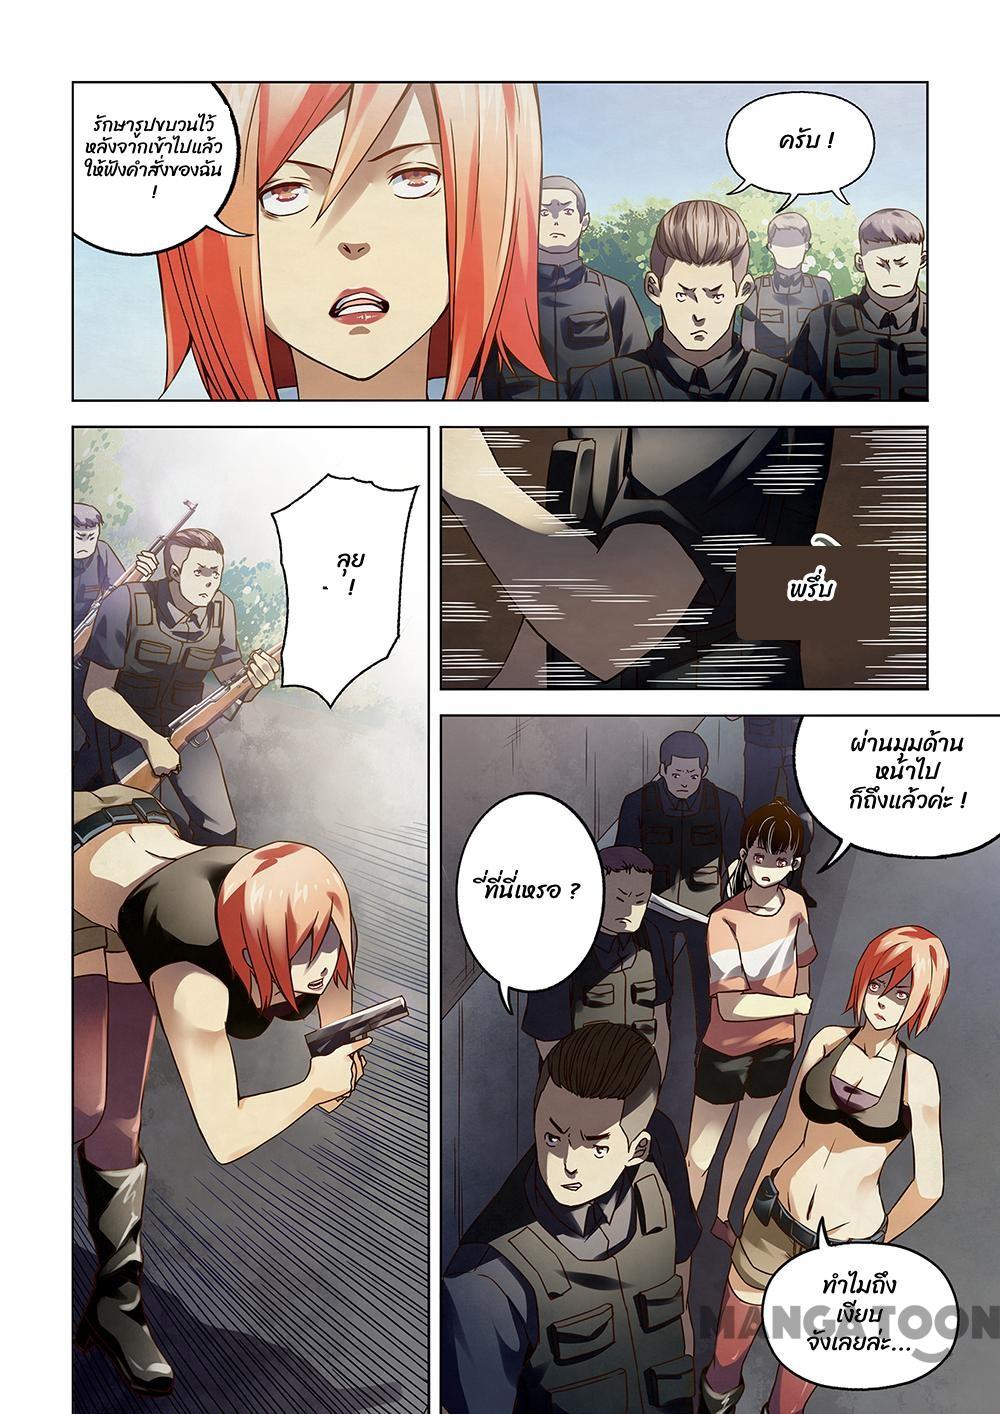 รักษารูปขบวนไว้
หลังจากเข้าไปแล้ว
ให้ฟังคำสั่งของฉัน
!
ครับ !
ลุย
!
พรึ่บ
ผ่านมุมด้าน
หน้าไป
ก็ถึงแล้วค่ะ !
ที่ที่นี่เหรอ ?
ทำไมถึง
เงียบ
จังเลยล่ะ...
MANGATOON